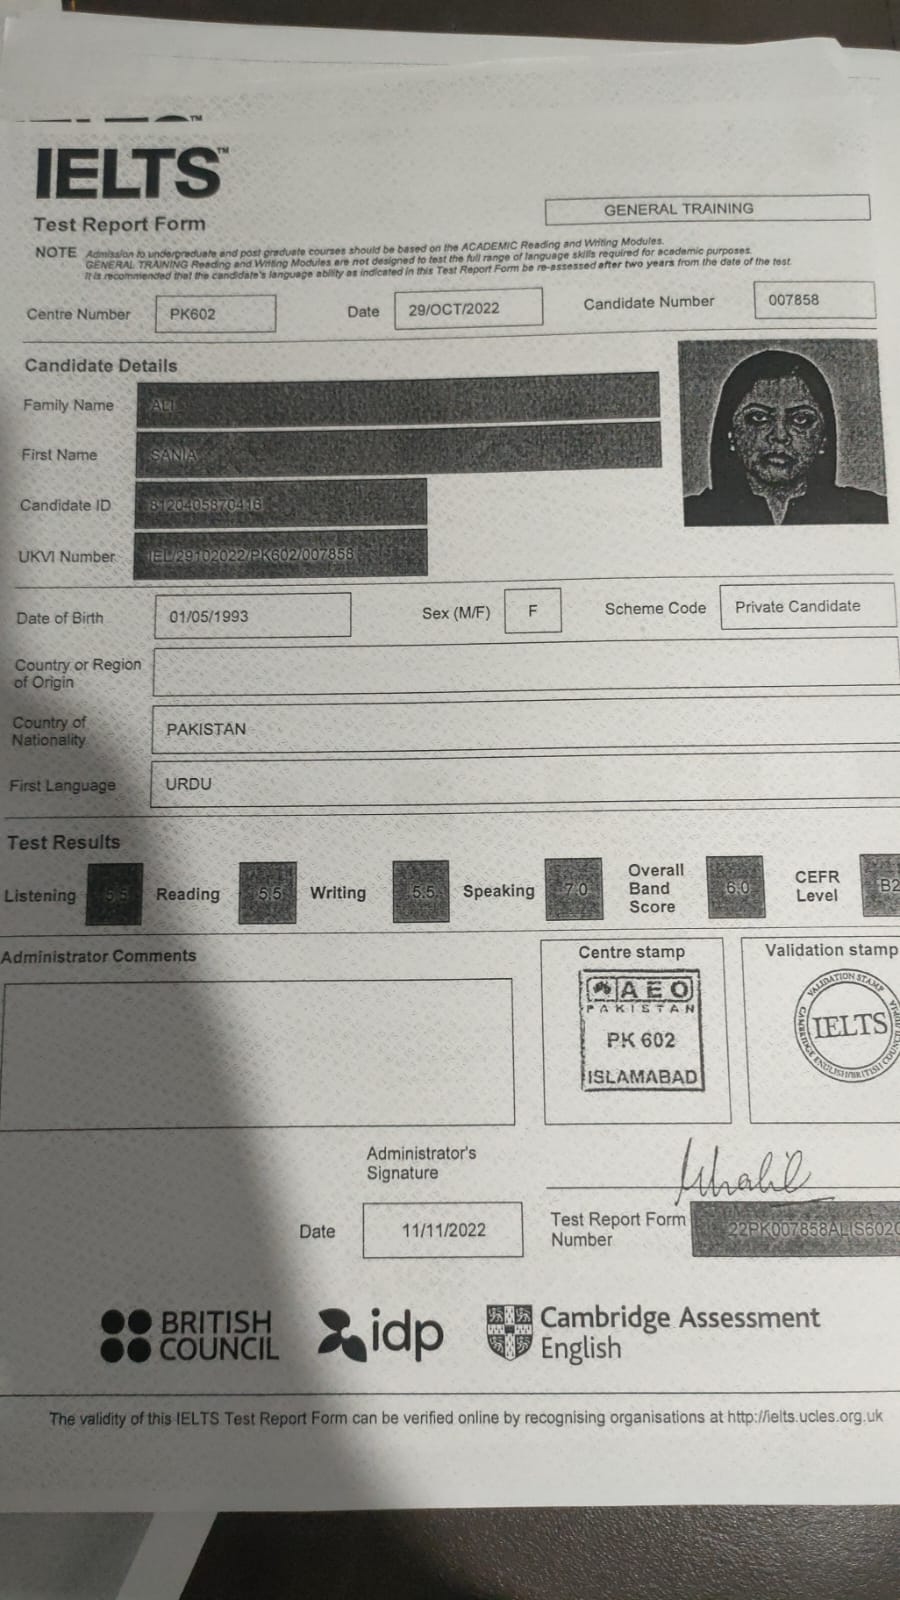 IELTS™
Test Report Form
GENERAL TRAINING
NOTE Admission to undergraduate and post graduate courses should be based on the ACADEMIC Reading and Writing Modules.
GENERAL TRAINING Reading and Writing Modules are not designed to test the full range of language skills required for academic purposes.
It is recommended that the candidate's language ability as indicated in this Test Report Form be re-assessed after two years from the date of the test.
Centre Number PK602 Date 29/OCT/2022 Candidate Number 007858
Candidate Details
Family Name ALI
First Name SANIA
Candidate ID
UKVI Number IEL/29102022/PK602/007858
Date of Birth 01/05/1993 Sex (M/F) F Scheme Code Private Candidate
Country or Region
of Origin
Country of
Nationality PAKISTAN
First Language URDU
Test Results
Listening 5.5 Reading 5.5 Writing 5.5 Speaking 7.0 Overall Band Score 6.0 CEFR Level B2
Administrator Comments
Centre stamp
AEO
PAKISTAN
PK 602
ISLAMABAD
Validation stamp
VALIDATION STAMP
IELTS
Administrator's
Signature
Date 11/11/2022
Test Report Form
Number 22PK007858ALIS602
BRITISH
COUNCIL
idp
Cambridge Assessment
English
The validity of this IELTS Test Report Form can be verified online by recognising organisations at http://ielts.ucles.org.uk